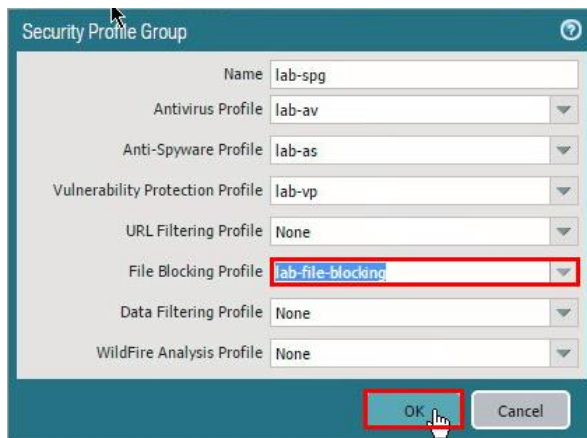 Security Profile Group
Name lab-spg
Antivirus Profile lab-av
Anti-Spyware Profile lab-as
Vulnerability Protection Profile lab-vp
URL Filtering Profile None
File Blocking Profile lab-file-blocking
Data Filtering Profile None
WildFire Analysis Profile None
OK Cancel